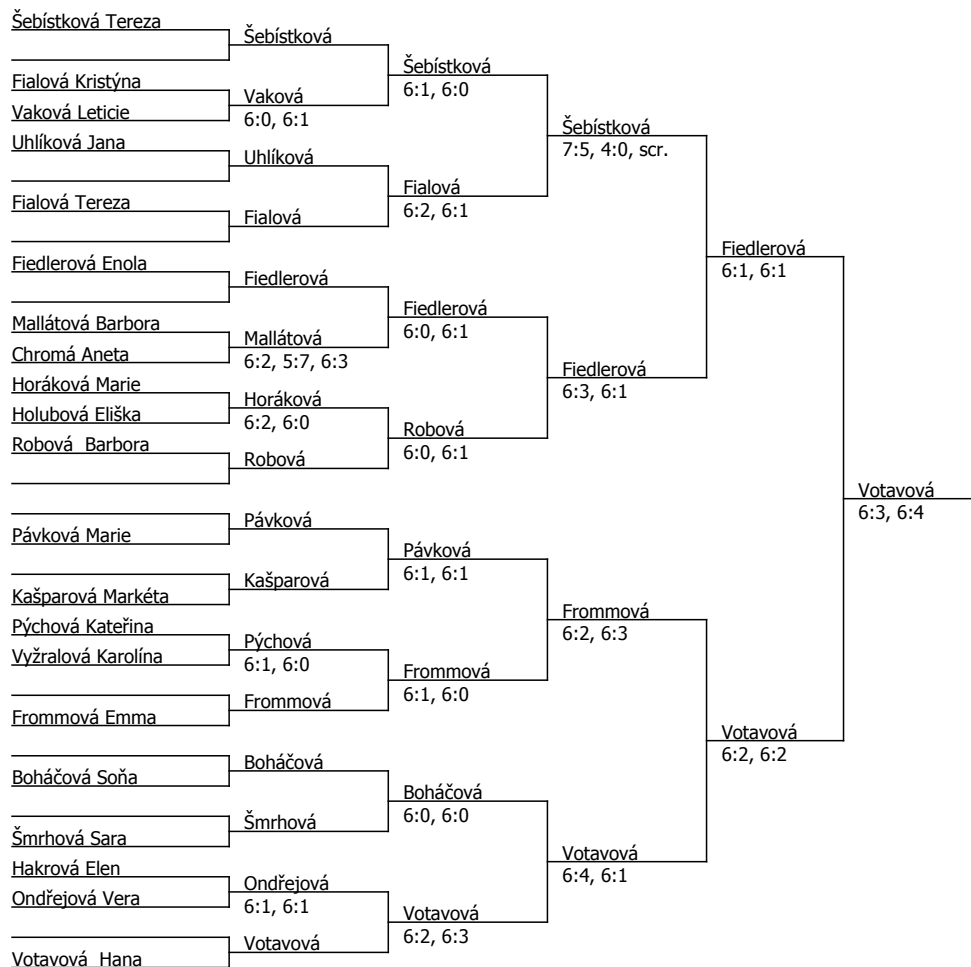 Šebístková Tereza
Šebístková
Šebístková
6:1, 6:0
Fialová Kristýna
Vaková
6:0, 6:1
Vaková Leticie
Šebístková
7:5, 4:0, scr.
Uhlíková Jana
Uhlíková
Fialová
6:2, 6:1
Fialová Tereza
Fialová
Fiedlerová
6:1, 6:1
Fiedlerová Enola
Fiedlerová
Fiedlerová
6:0, 6:1
Mallátová Barbora
Mallátová
6:2, 5:7, 6:3
Chromá Aneta
Fiedlerová
6:3, 6:1
Horáková Marie
Horáková
6:2, 6:0
Holubová Eliška
Robová
6:0, 6:1
Robová  Barbora
Robová
Votavová
6:3, 6:4
Pávková
Pávková Marie
Pávková
6:1, 6:1
Kašparová
Kašparová Markéta
Frommová
6:2, 6:3
Pýchová Kateřina
Pýchová
6:1, 6:0
Vyžralová Karolína
Frommová
6:1, 6:0
Frommová
Frommová Emma
Votavová
6:2, 6:2
Boháčová
Boháčová Soňa
Boháčová
6:0, 6:0
Šmrhová
Šmrhová Sara
Votavová
6:4, 6:1
Hakrová Elen
Ondřejová
6:1, 6:1
Ondřejová Vera
Votavová
6:2, 6:3
Votavová
Votavová  Hana